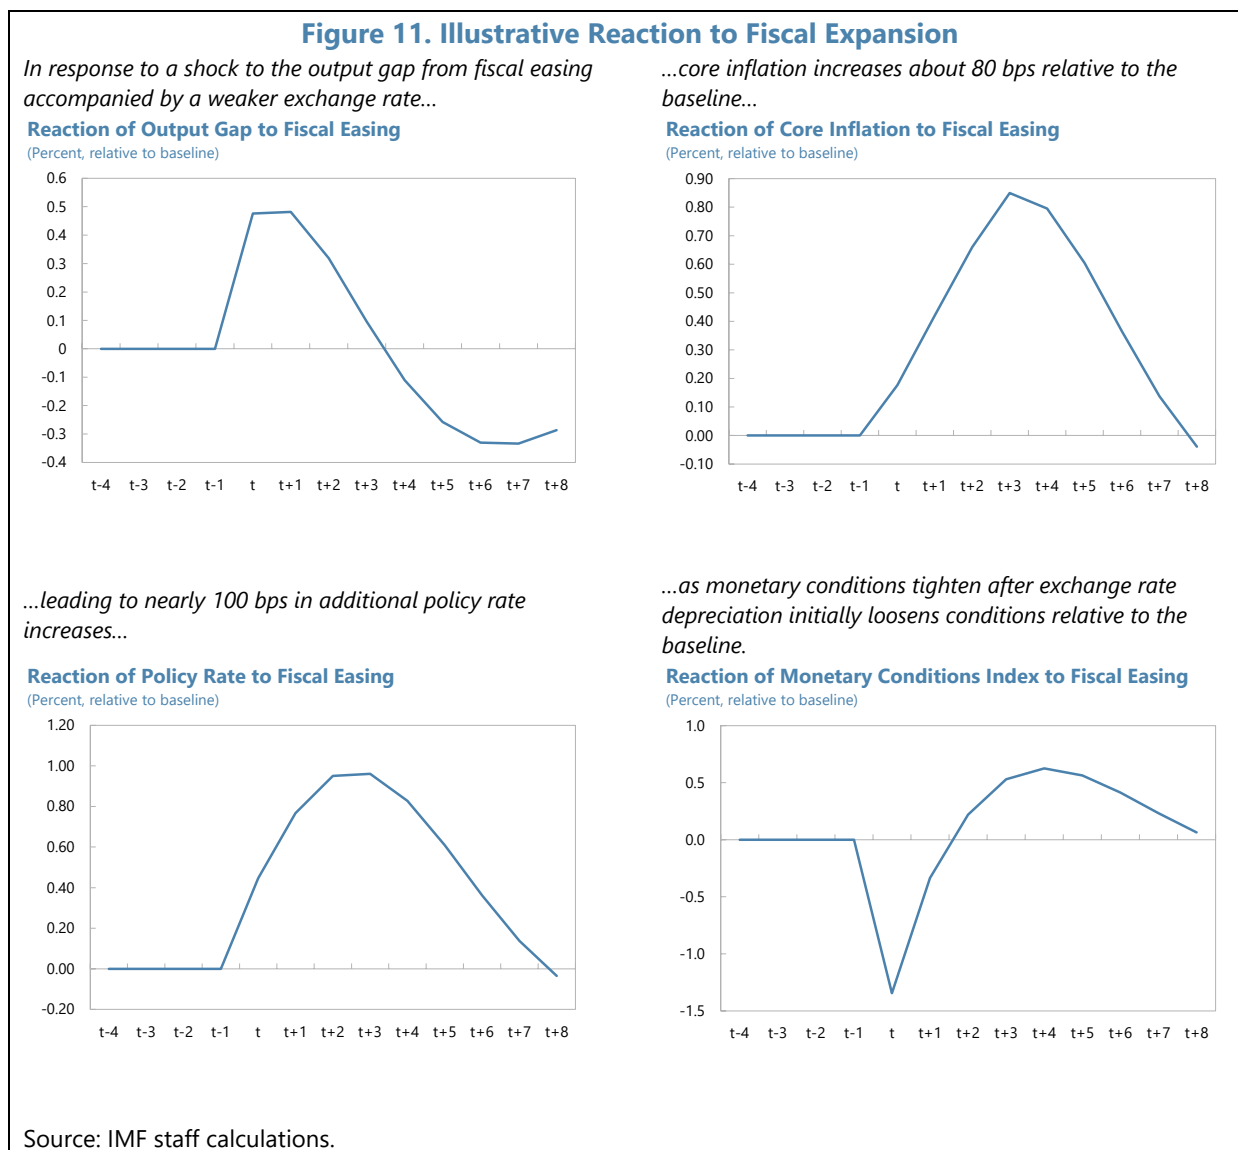 Figure 11. Illustrative Reaction to Fiscal Expansion
In response to a shock to the output gap from fiscal easing
accompanied by a weaker exchange rate…
Reaction of Output Gap to Fiscal Easing
(Percent, relative to baseline)
0.6
0.5
0.4
0.3
0.2
0.1
0
-0.1
-0.2
-0.3
-0.4
t-4 t-3 t-2 t-1 t t+1 t+2 t+3 t+4 t+5 t+6 t+7 t+8
…core inflation increases about 80 bps relative to the
baseline…
Reaction of Core Inflation to Fiscal Easing
(Percent, relative to baseline)
0.90
0.80
0.70
0.60
0.50
0.40
0.30
0.20
0.10
0.00
-0.10
t-4 t-3 t-2 t-1 t t+1 t+2 t+3 t+4 t+5 t+6 t+7 t+8
…leading to nearly 100 bps in additional policy rate
increases…
Reaction of Policy Rate to Fiscal Easing
(Percent, relative to baseline)
1.20
1.00
0.80
0.60
0.40
0.20
0.00
-0.20
t-4 t-3 t-2 t-1 t t+1 t+2 t+3 t+4 t+5 t+6 t+7 t+8
…as monetary conditions tighten after exchange rate
depreciation initially loosens conditions relative to the
baseline.
Reaction of Monetary Conditions Index to Fiscal Easing
(Percent, relative to baseline)
1.0
0.5
0.0
-0.5
-1.0
-1.5
t-4 t-3 t-2 t-1 t t+1 t+2 t+3 t+4 t+5 t+6 t+7 t+8
Source: IMF staff calculations.